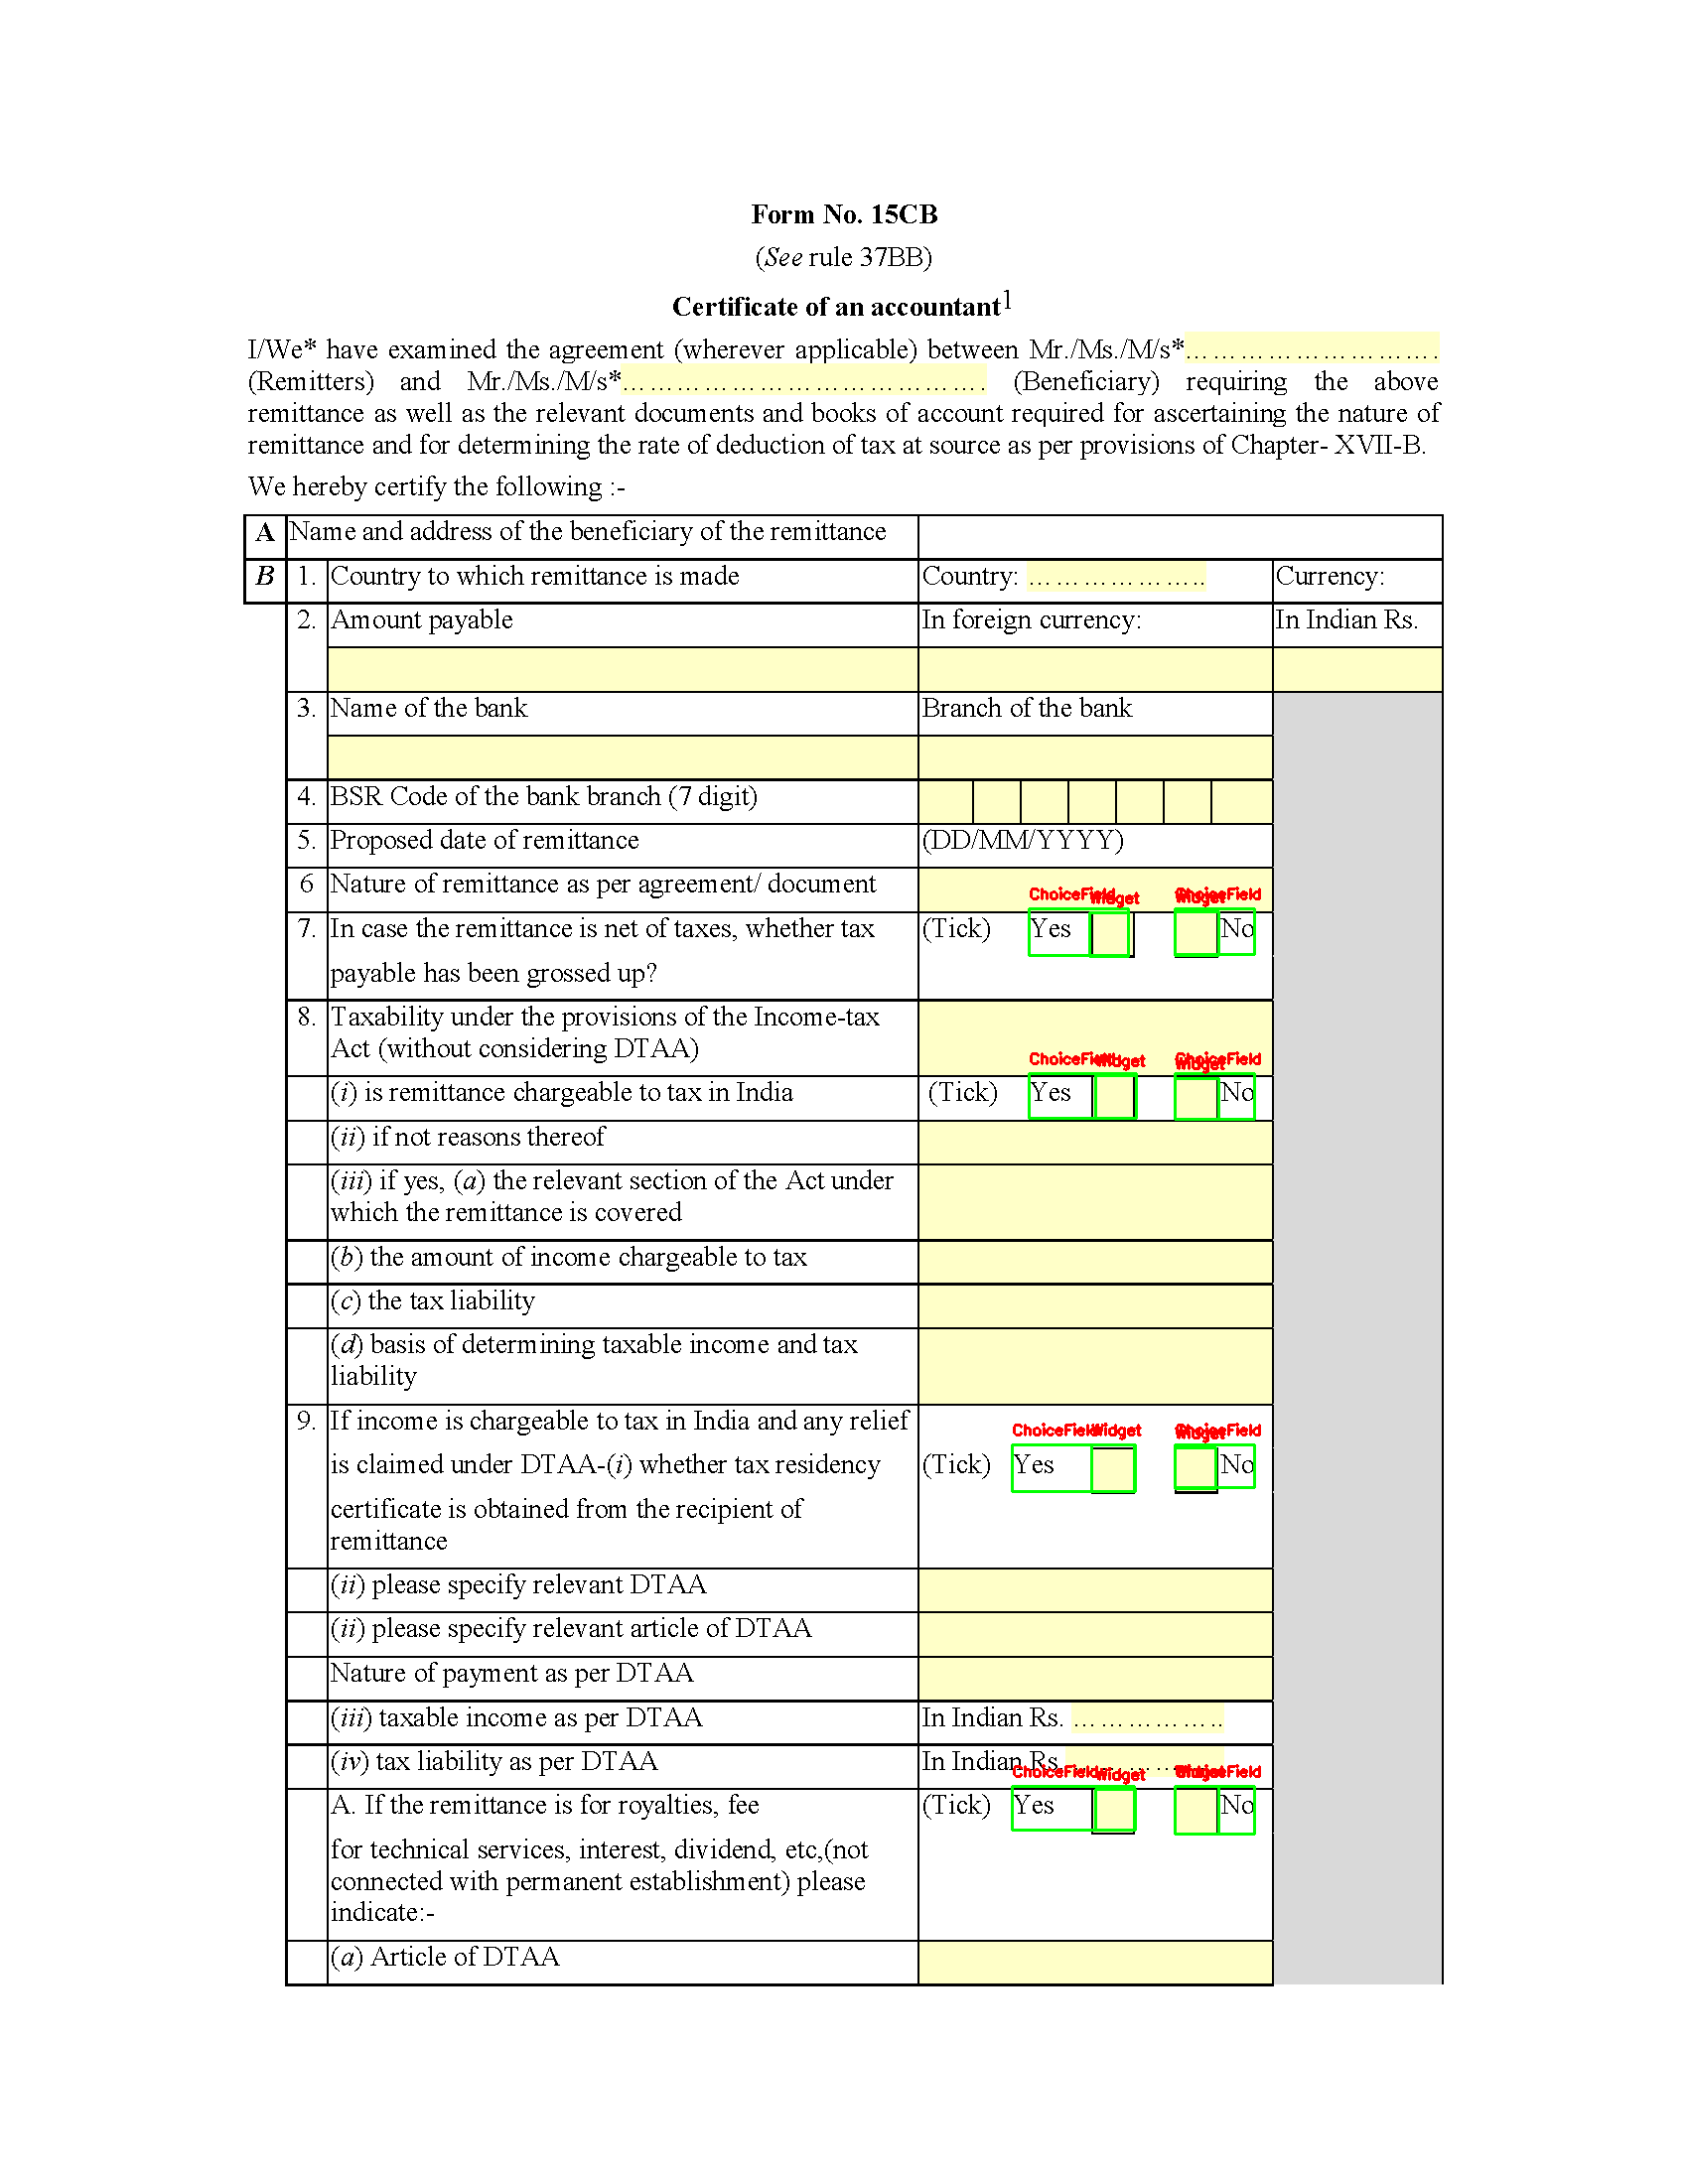 Form No. 15CB
(See rule 37BB)
Certificate of an accountant1
I/We* have examined the agreement (wherever applicable) between Mr./Ms./M/s*……………………….
(Remitters) and Mr./Ms./M/s*…………………………………. (Beneficiary) requiring the above
remittance as well as the relevant documents and books of account required for ascertaining the nature of
remittance and for determining the rate of deduction of tax at source as per provisions of Chapter- XVII-B.
We hereby certify the following :-
A Name and address of the beneficiary of the remittance
B 1. Country to which remittance is made Country: ……………….. Currency:
2. Amount payable In foreign currency: In Indian Rs.
3. Name of the bank Branch of the bank
4. BSR Code of the bank branch (7 digit)
5. Proposed date of remittance (DD/MM/YYYY)
6 Nature of remittance as per agreement/ document
ChoiceField Widget Widget ChoiceField
7. In case the remittance is net of taxes, whether tax (Tick) Yes No
payable has been grossed up?
8. Taxability under the provisions of the Income-tax
Act (without considering DTAA)
ChoiceField Widget Widget ChoiceField
(i) is remittance chargeable to tax in India (Tick) Yes No
(ii) if not reasons thereof
(iii) if yes, (a) the relevant section of the Act under
which the remittance is covered
(b) the amount of income chargeable to tax
(c) the tax liability
(d) basis of determining taxable income and tax
liability
9. If income is chargeable to tax in India and any relief
ChoiceField Widget Widget ChoiceField
is claimed under DTAA-(i) whether tax residency (Tick) Yes No
certificate is obtained from the recipient of
remittance
(ii) please specify relevant DTAA
(ii) please specify relevant article of DTAA
Nature of payment as per DTAA
(iii) taxable income as per DTAA In Indian Rs. ……………..
(iv) tax liability as per DTAA In Indian Rs.
ChoiceField Widget Widget ChoiceField
A. If the remittance is for royalties, fee (Tick) Yes No
for technical services, interest, dividend, etc,(not
connected with permanent establishment) please
indicate:-
(a) Article of DTAA